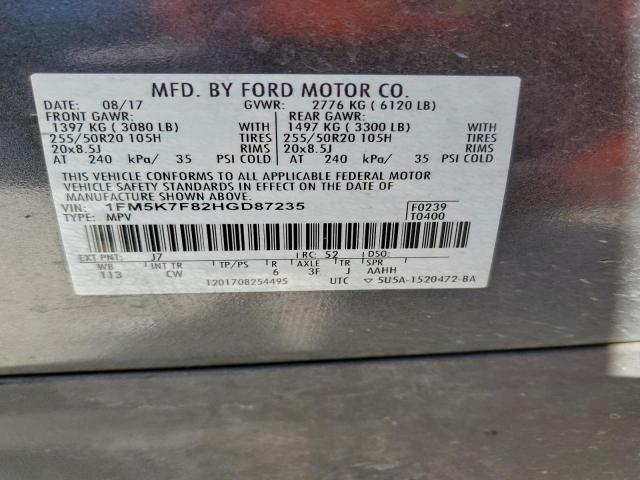 MFD. BY FORD MOTOR CO.
DATE: 08/17 GVWR: 2776 KG ( 6120 LB)
FRONT GAWR: REAR GAWR:
1397 KG ( 3080 LB) WITH 1497 KG ( 3300 LB) WITH
255/50R20 105H TIRES 255/50R20 105H TIRES
20x8.5J RIMS 20x8.5J RIMS
AT 240 kPa/ 35 PSI COLD AT 240 kPa/ 35 PSI COLD
THIS VEHICLE CONFORMS TO ALL APPLICABLE FEDERAL MOTOR
VEHICLE SAFETY STANDARDS IN EFFECT ON THE DATE OF
MANUFACTURE SHOWN ABOVE.
VIN: 1FM5K7F82HGD87235 F0239
TYPE: MPV T0400
EXT PNT: J7 RC: 52 DSO:
WB INT TR TP/PS R AXLE TR SPR
113 CW 6 3F J AAHH
1201708254495 UTC ▽ 5U5A-1520472-BA